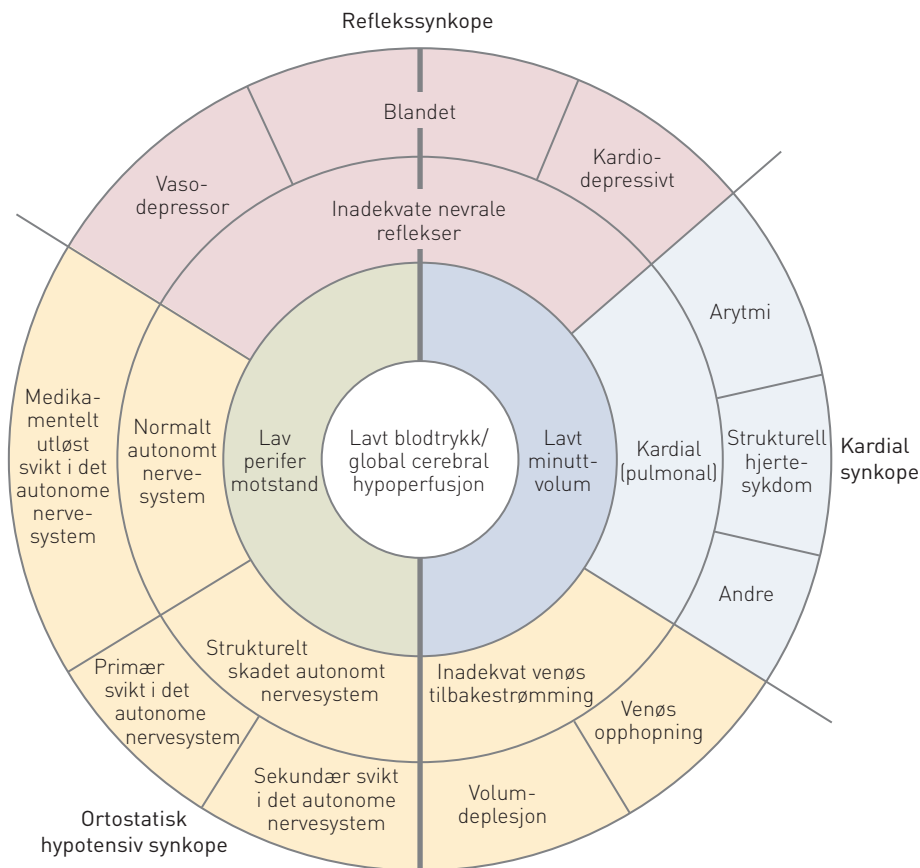 Reflekssynkope
Blandet
Vaso-
depressor
Kardio-
depressivt
Inadekvate nevrale
reflekser
Arytmi
Medika-
mentelt
utløst
svikt i det
autonome
nerve-
system
Normalt
autonomt
nerve-
system
Lav
perifer
motstand
Lavt blodtrykk/
global cerebral
hypoperfusjon
Lavt
minutt-
volum
Kardial
(pulmonal)
Strukturell
hjerte-
sykdom
Kardial
synkope
Andre
Strukturelt
skadet autonomt
nervesystem
Inadekvat venøs
tilbakestrømming
Primær
svikt i det
autonome
nervesystem
Venøs
opphopning
Sekundær svikt
i det autonome
nervesystem
Volum-
deplesjon
Ortostatisk
hypotensiv synkope